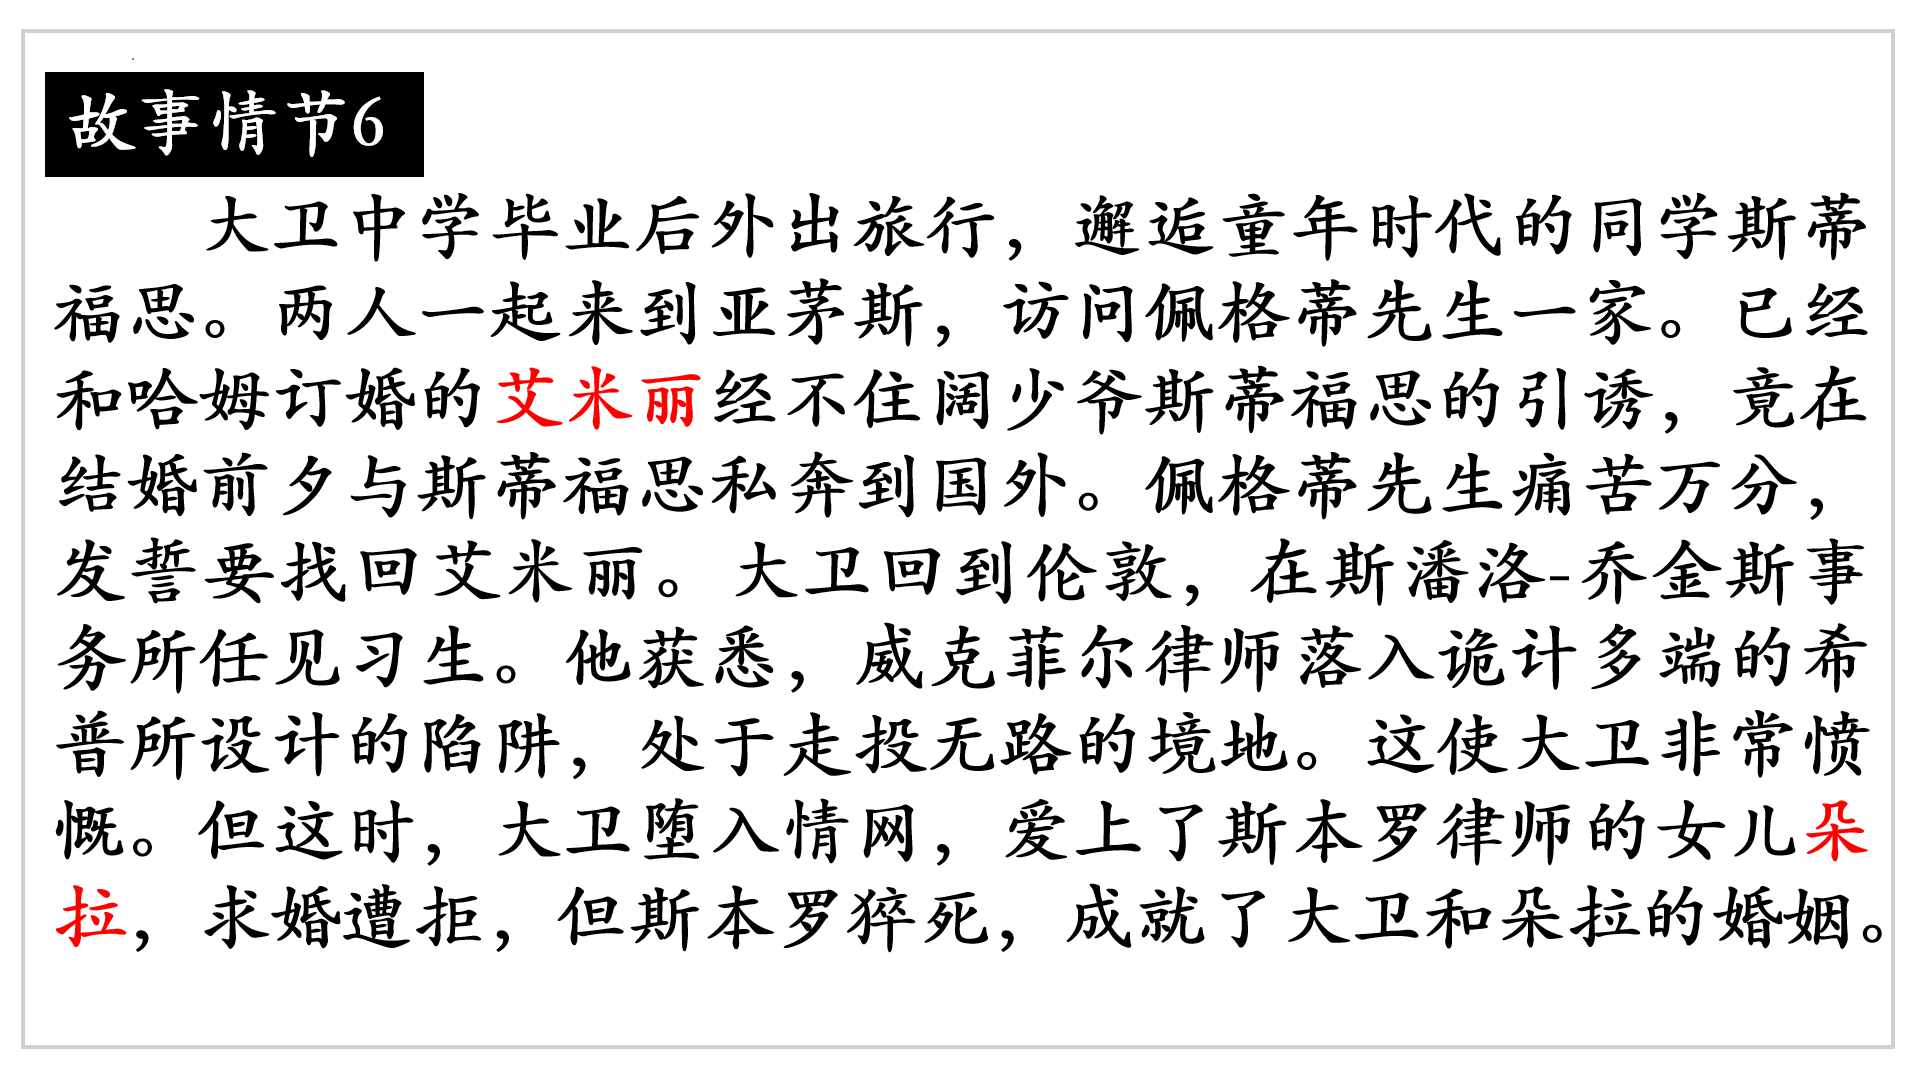 故事情节6
大卫中学毕业后外出旅行，邂逅童年时代的同学斯蒂
福思。两人一起来到亚茅斯，访问佩格蒂先生一家。已经
和哈姆订婚的艾米丽经不住阔少爷斯蒂福思的引诱，竟在
结婚前夕与斯蒂福思私奔到国外。佩格蒂先生痛苦万分，
发誓要找回艾米丽。大卫回到伦敦，在斯潘洛-乔金斯事
务所任见习生。他获悉，威克菲尔律师落入诡计多端的希
普所设计的陷阱，处于走投无路的境地。这使大卫非常愤
慨。但这时，大卫堕入情网，爱上了斯本罗律师的女儿朵
拉，求婚遭拒，但斯本罗猝死，成就了大卫和朵拉的婚姻。